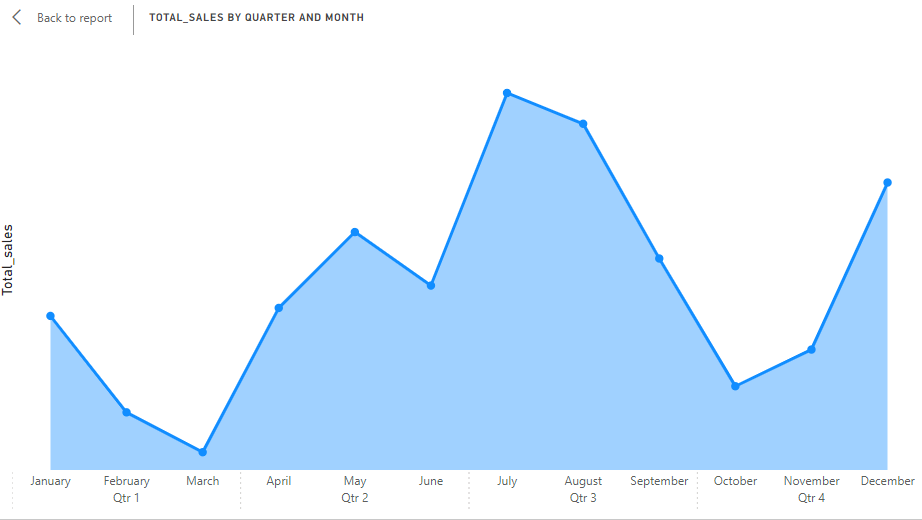 Back to report
TOTAL_SALES BY QUARTER AND MONTH
Total_sales
January February March April May June July August September October November December
Qtr 1 Qtr 2 Qtr 3 Qtr 4